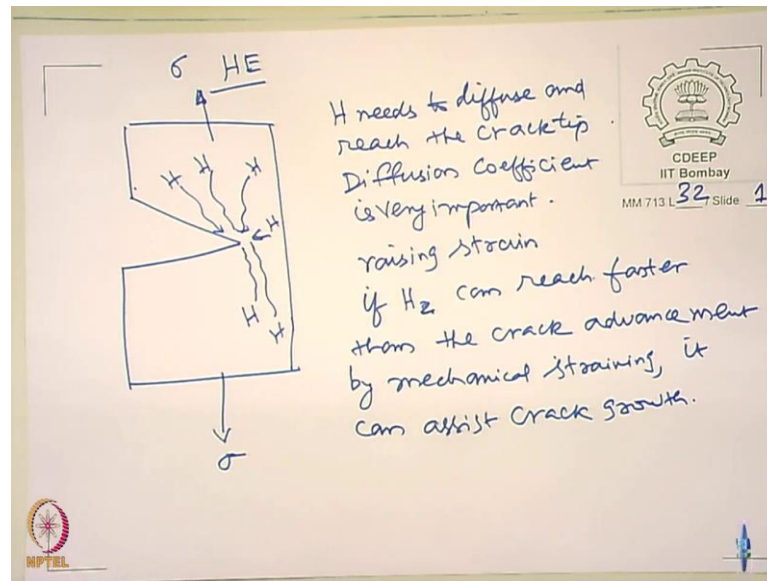 σ HE
H needs to diffuse and
reach the crack tip
Diffusion Coefficient
is very important.
raising strain
if H2 can reach faster
than the crack advancement
by mechanical straining, it
can assist crack growth.
H H H
H
H H
σ
CDEEP
IIT Bombay
MM 713 L 32 / Slide 1
NPTEL